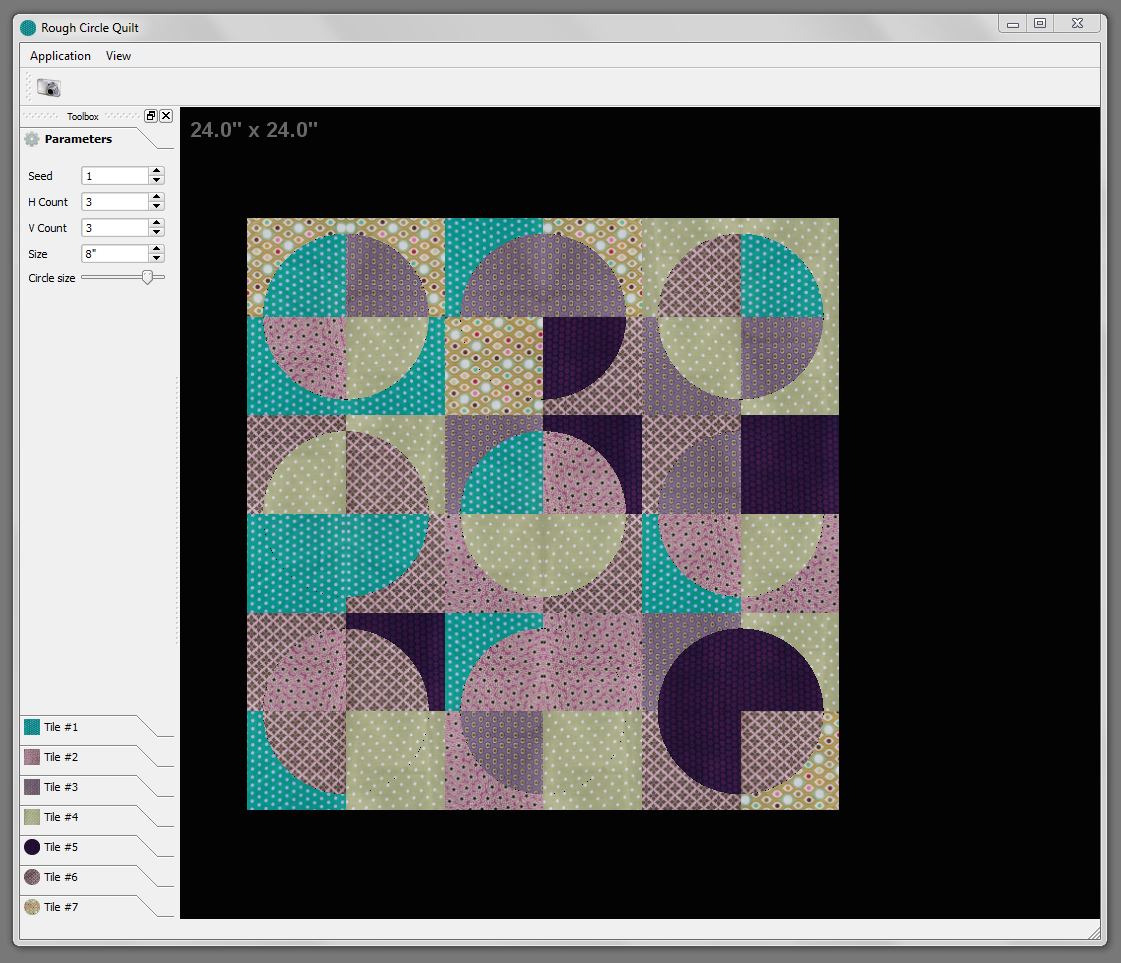 Rough Circle Quilt
Application View
Toolbox
Parameters
24.0" x 24.0"
Seed 1
H Count 3
V Count 3
Size 8"
Circle size
Tile #1
Tile #2
Tile #3
Tile #4
Tile #5
Tile #6
Tile #7